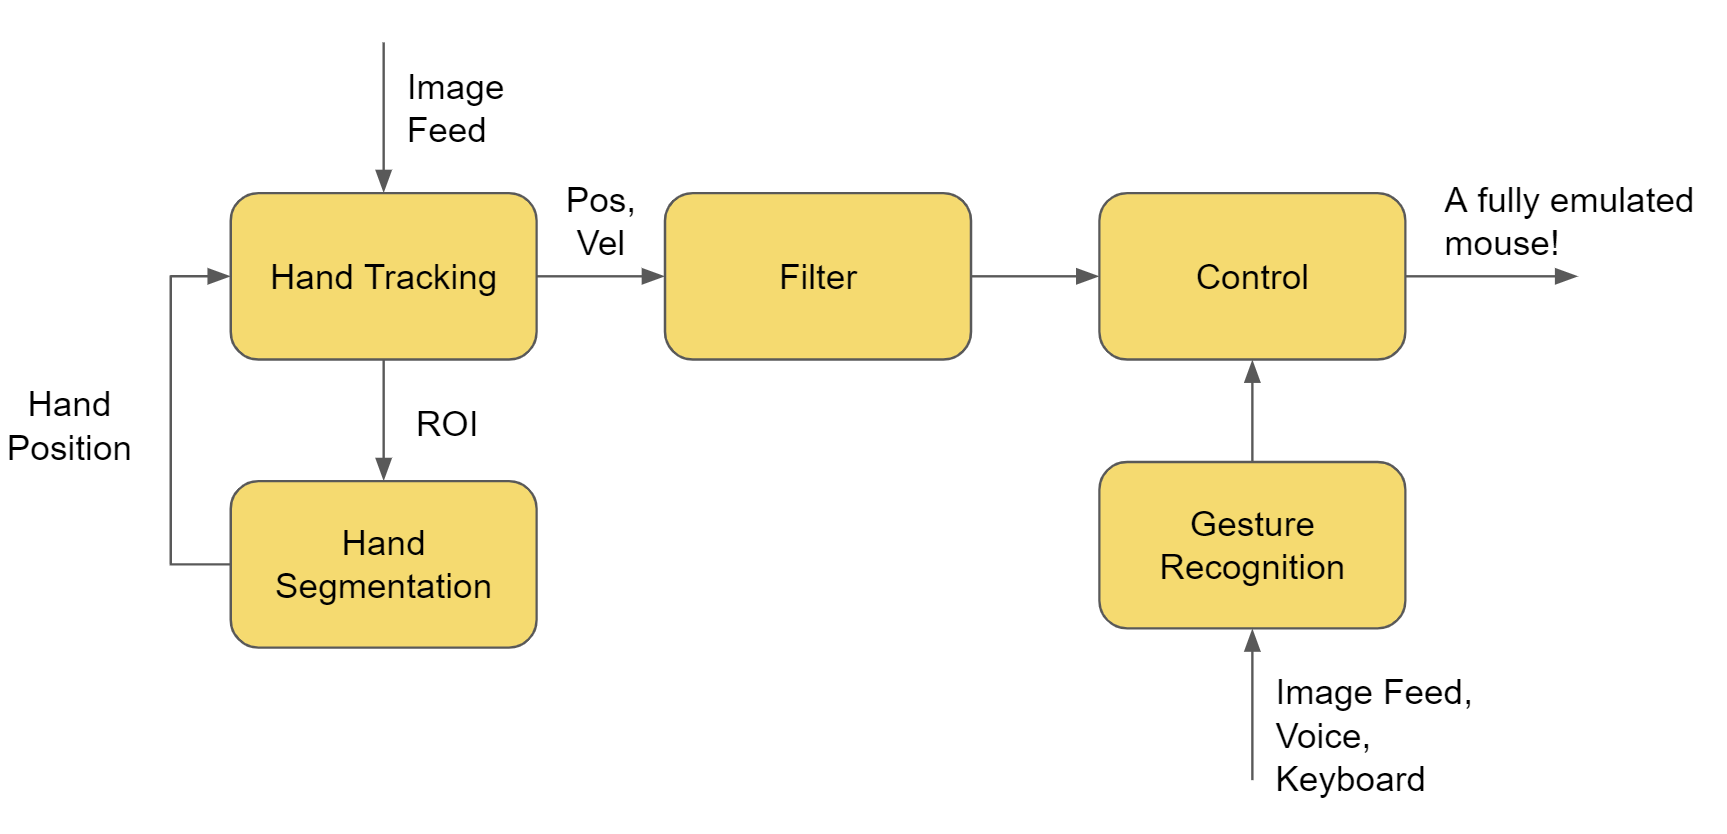 Image
Feed
Pos,
Vel
A fully emulated
mouse!
Hand Tracking
Filter
Control
Hand
Position
ROI
Hand
Segmentation
Gesture
Recognition
Image Feed,
Voice,
Keyboard